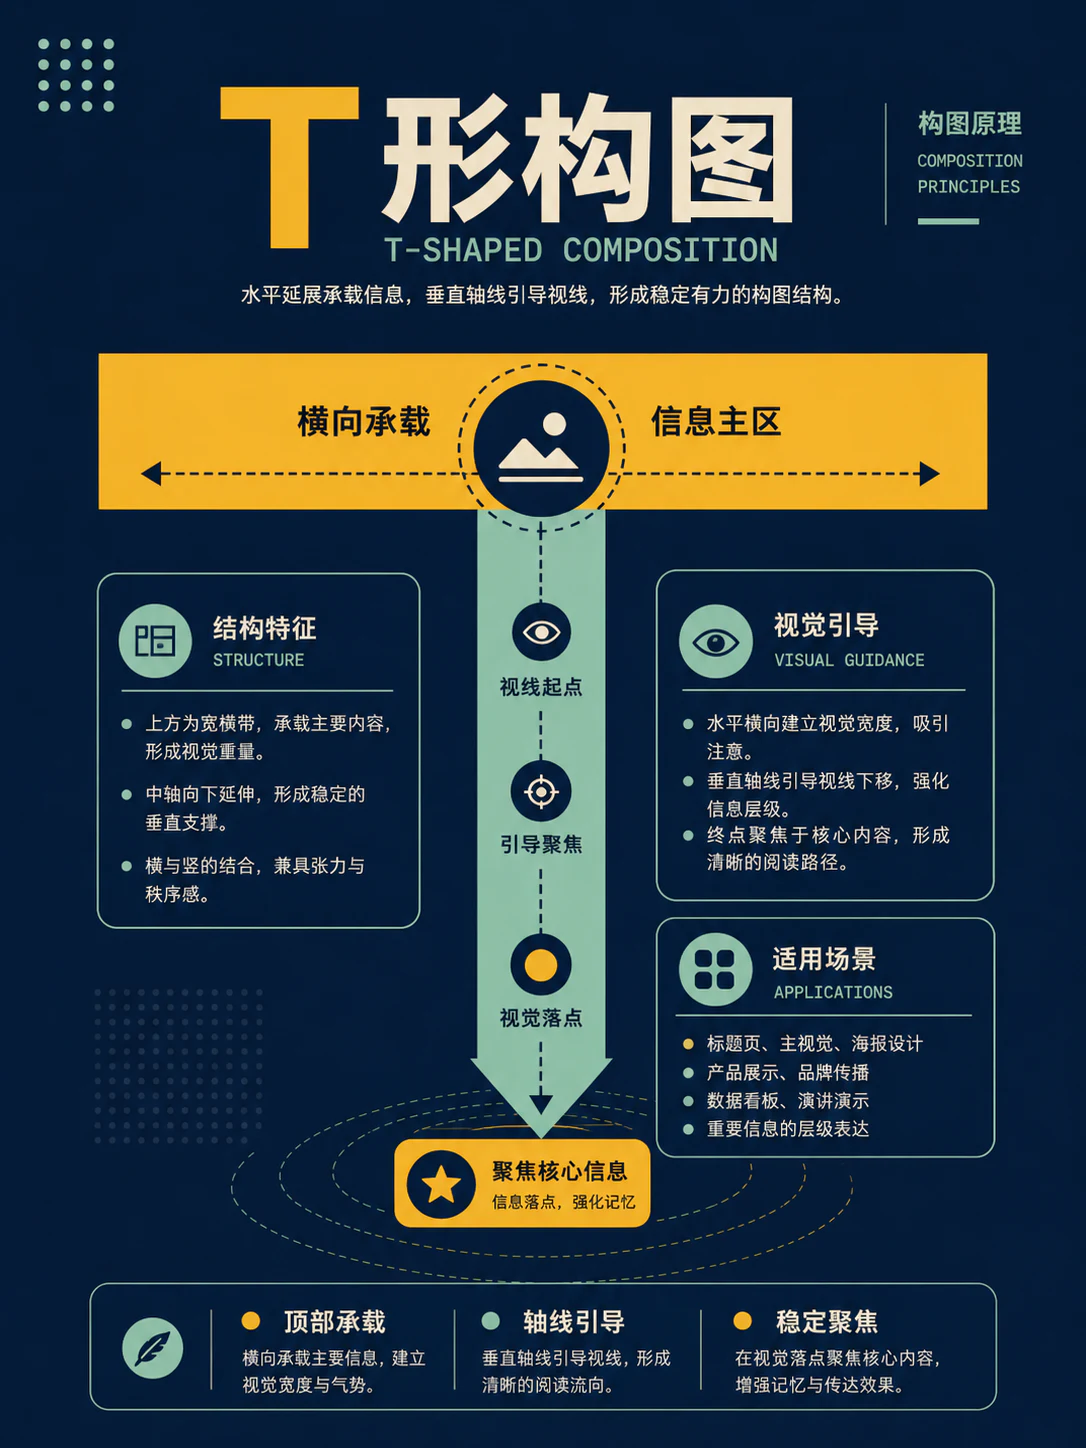 T形构图
T-SHAPED COMPOSITION
构图原理
COMPOSITION
PRINCIPLES
水平延展承载信息，垂直轴线引导视线，形成稳定有力的构图结构。
横向承载
信息主区
视线起点
引导聚焦
视觉落点
结构特征
STRUCTURE
上方为宽横带，承载主要内容，
形成视觉重量。
中轴向下延伸，形成稳定的
垂直支撑。
横与竖的结合，兼具张力与
秩序感。
视觉引导
VISUAL GUIDANCE
水平横向建立视觉宽度，吸引
注意。
垂直轴线引导视线下移，强化
信息层级。
终点聚焦于核心内容，形成
清晰的阅读路径。
适用场景
APPLICATIONS
标题页、主视觉、海报设计
产品展示、品牌传播
数据看板、演讲演示
重要信息的层级表达
聚焦核心信息
信息落点，强化记忆
顶部承载
横向承载主要信息，建立
视觉宽度与气势。
轴线引导
垂直轴线引导视线，形成
清晰的阅读流向。
稳定聚焦
在视觉落点聚焦核心内容，
增强记忆与传达效果。